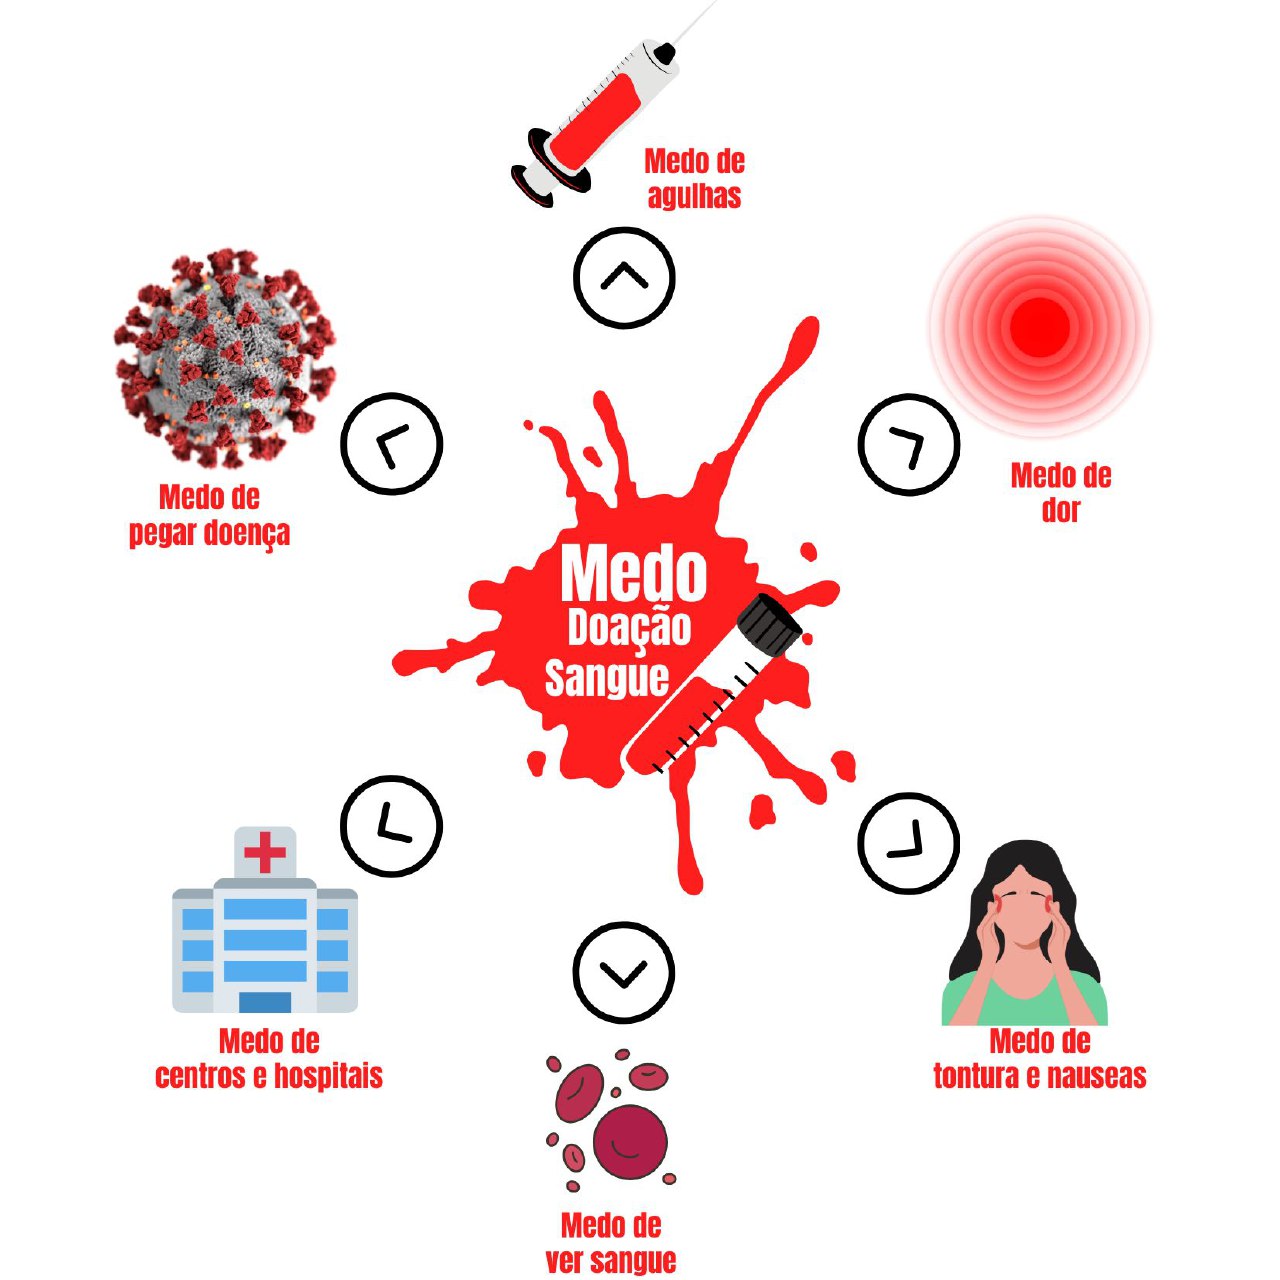 Medo de
agulhas
Medo de
pegar doença
Medo de
dor
Medo
Doação
Sangue
Medo de
centros e hospitais
Medo de
tontura e nauseas
Medo de
ver sangue